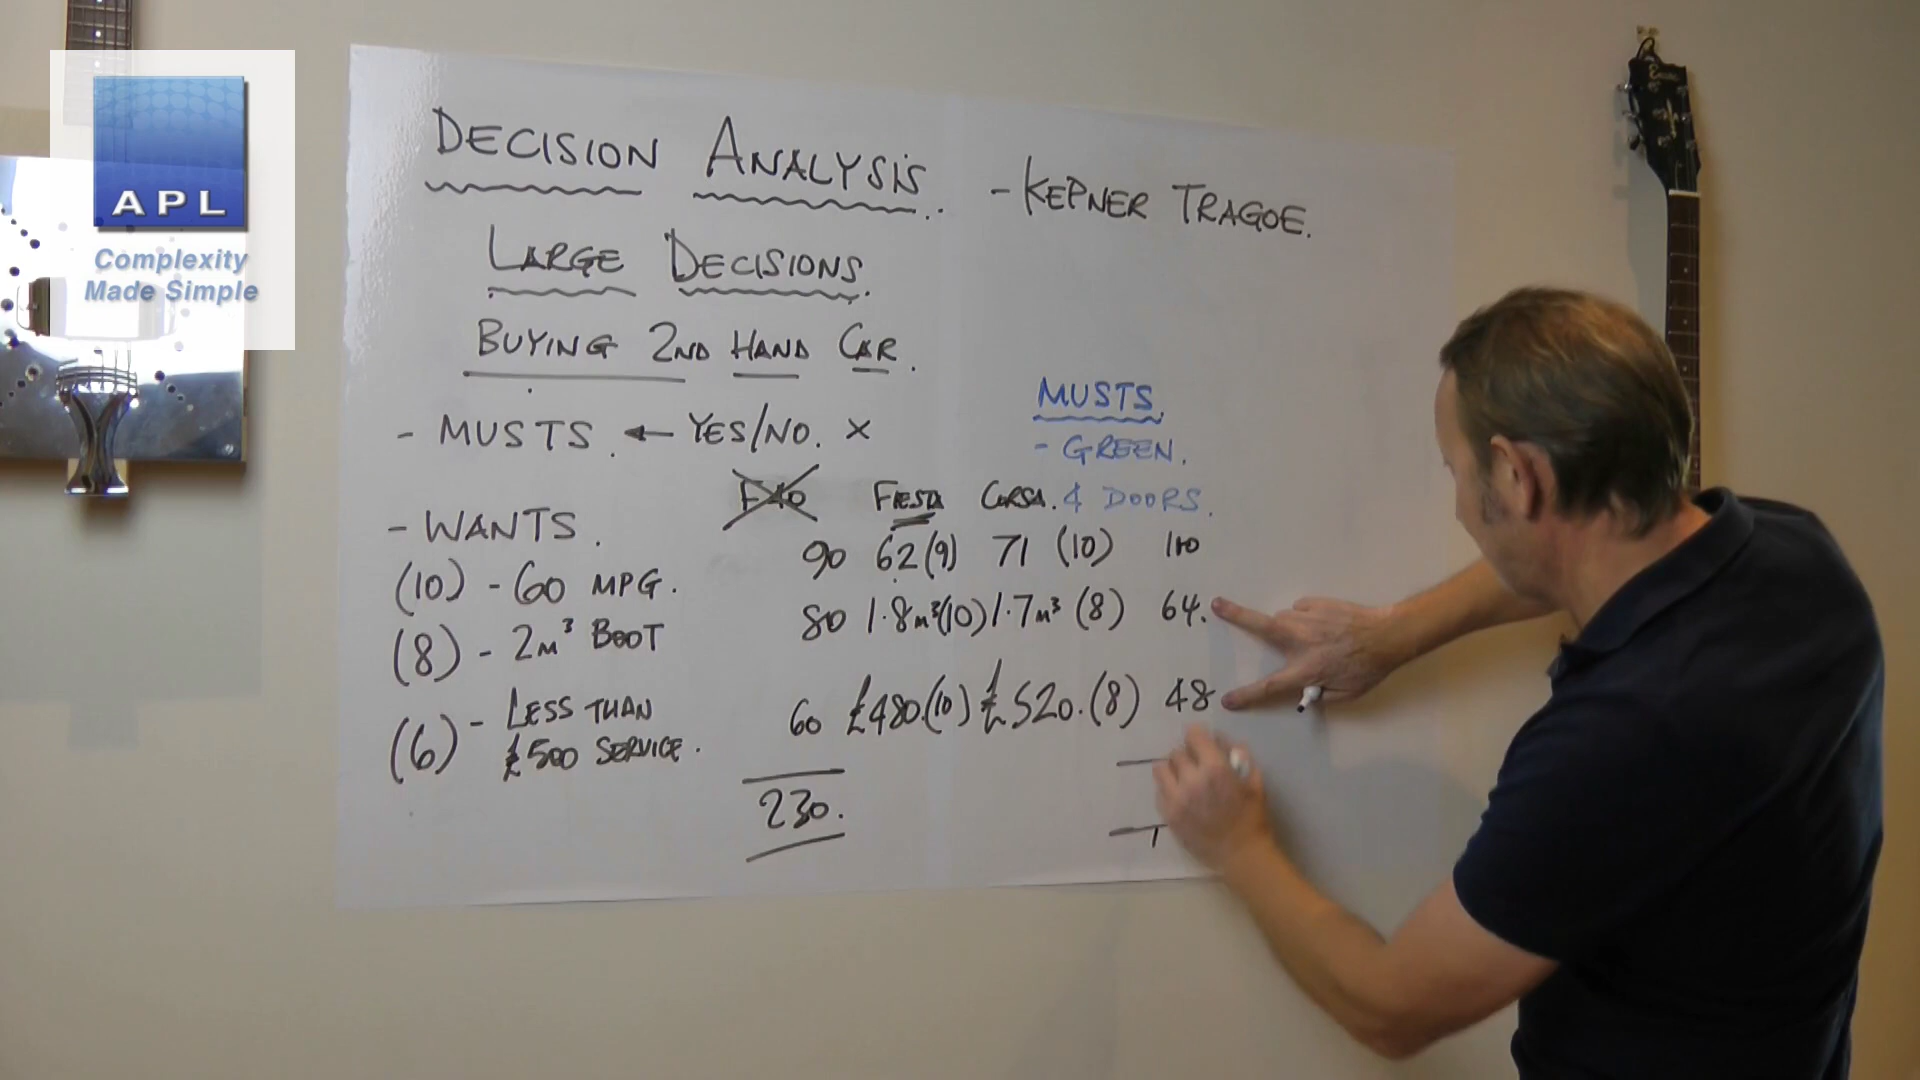 APL
Complexity
Made Simple
DECISION ANALYSIS. - KEPNER TRAGOE.
LARGE DECISIONS.
BUYING 2ND HAND CAR.
- MUSTS. ← YES/NO. ×
MUSTS.
- GREEN.
4 DOORS.
F40 FIESTA CORSA.
- WANTS.
(10) - 60 MPG. 90 62(9) 71 (10) 100
(8) - 2M³ BOOT 80 1.8M³(10) 1.7M³ (8) 64.
(6) - LESS THAN
£500 SERVICE. 60 £480.(10) £520.(8) 48
230.